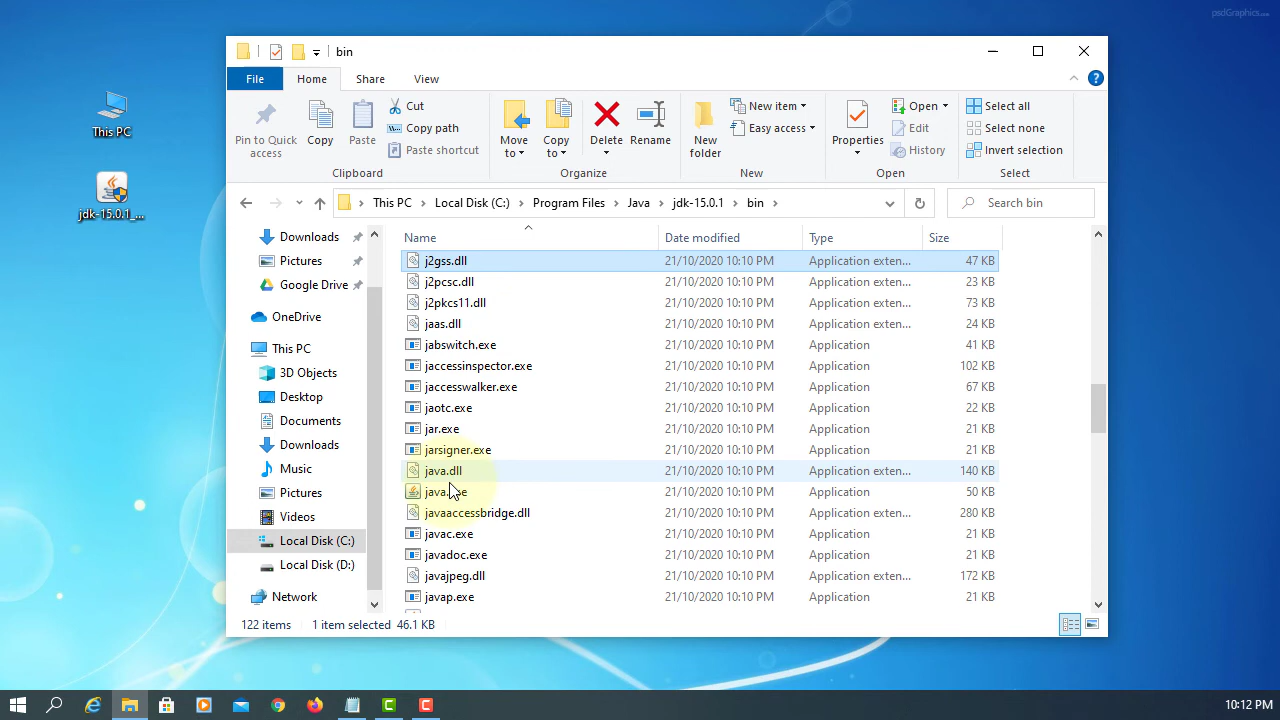 psdGraphics.com
This PC
jdk-15.0.1_...
bin
File Home Share View
Pin to Quick access
Copy
Paste
Cut
Copy path
Paste shortcut
Clipboard
Move to
Copy to
Delete
Rename
Organize
New folder
New item
Easy access
New
Properties
Open
Edit
History
Open
Select all
Select none
Invert selection
Select
This PC Local Disk (C:) Program Files Java jdk-15.0.1 bin
Search bin
Downloads
Pictures
Google Drive
OneDrive
This PC
3D Objects
Desktop
Documents
Downloads
Music
Pictures
Videos
Local Disk (C:)
Local Disk (D:)
Network
Name Date modified Type Size
j2gss.dll 21/10/2020 10:10 PM Application exten... 47 KB
j2pcsc.dll 21/10/2020 10:10 PM Application exten... 23 KB
j2pkcs11.dll 21/10/2020 10:10 PM Application exten... 73 KB
jaas.dll 21/10/2020 10:10 PM Application exten... 24 KB
jabswitch.exe 21/10/2020 10:10 PM Application 41 KB
jaccessinspector.exe 21/10/2020 10:10 PM Application 102 KB
jaccesswalker.exe 21/10/2020 10:10 PM Application 67 KB
jaotc.exe 21/10/2020 10:10 PM Application 22 KB
jar.exe 21/10/2020 10:10 PM Application 21 KB
jarsigner.exe 21/10/2020 10:10 PM Application 21 KB
java.dll 21/10/2020 10:10 PM Application exten... 140 KB
java.exe 21/10/2020 10:10 PM Application 50 KB
javaaccessbridge.dll 21/10/2020 10:10 PM Application exten... 280 KB
javac.exe 21/10/2020 10:10 PM Application 21 KB
javadoc.exe 21/10/2020 10:10 PM Application 21 KB
javajpeg.dll 21/10/2020 10:10 PM Application exten... 172 KB
javap.exe 21/10/2020 10:10 PM Application 21 KB
122 items 1 item selected 46.1 KB
10:12 PM